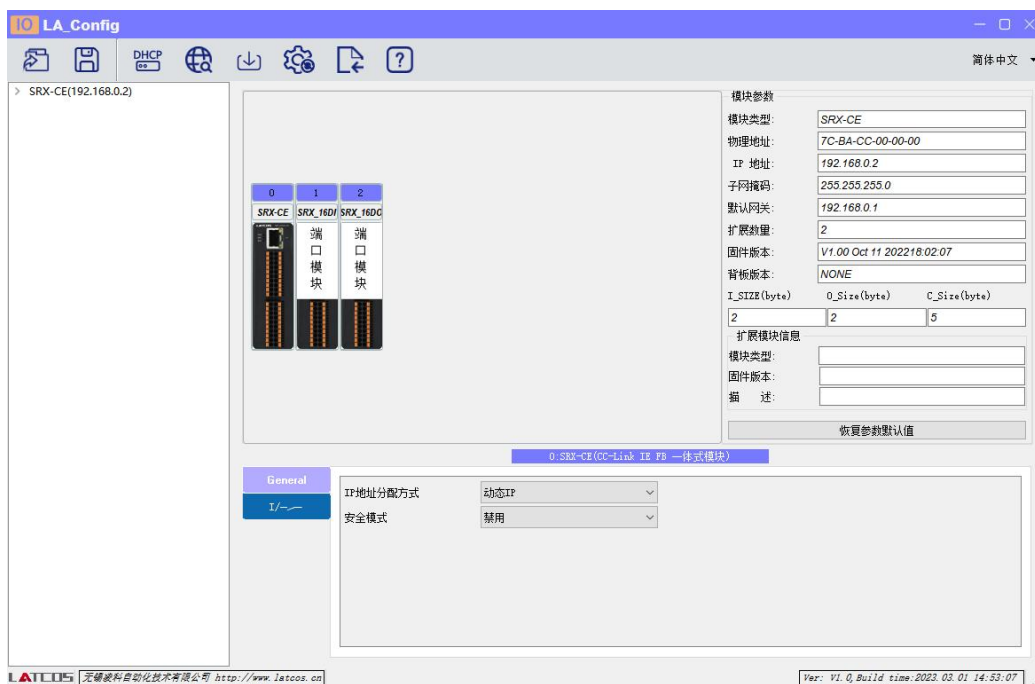 IO LA_Config
DHCP
简体中文
SRX-CE(192.168.0.2)
0 1 2
SRX-CE SRX_16DI SRX_16DO
端口模块
端口模块
模块参数
模块类型: SRX-CE
物理地址: 7C-BA-CC-00-00-00
IP 地址: 192.168.0.2
子网掩码: 255.255.255.0
默认网关: 192.168.0.1
扩展数量: 2
固件版本: V1.00 Oct 11 202218:02:07
背板版本: NONE
I_SIZE(byte) O_Size(byte) C_Size(byte)
2 2 5
扩展模块信息
模块类型:
固件版本:
描 述:
恢复参数默认值
0:SRX-CE(CC-Link IE FB 一体式模块)
General
IP地址分配方式 动态IP
安全模式 禁用
LATCOS 无锡凌科自动化技术有限公司 http://www.latcos.cn
Ver: V1.0,Build time:2023.03.01 14:53:07